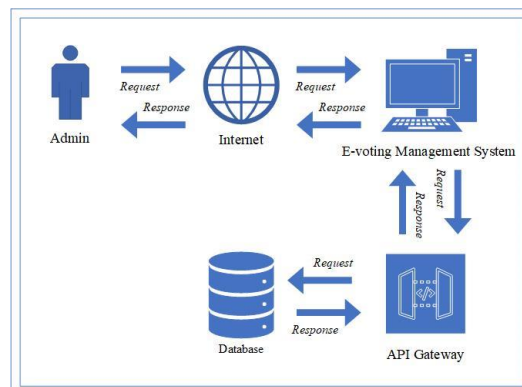 Request
Response
Admin
Internet
Request
Response
E-voting Management System
Response
Request
Request
Response
Database
API Gateway